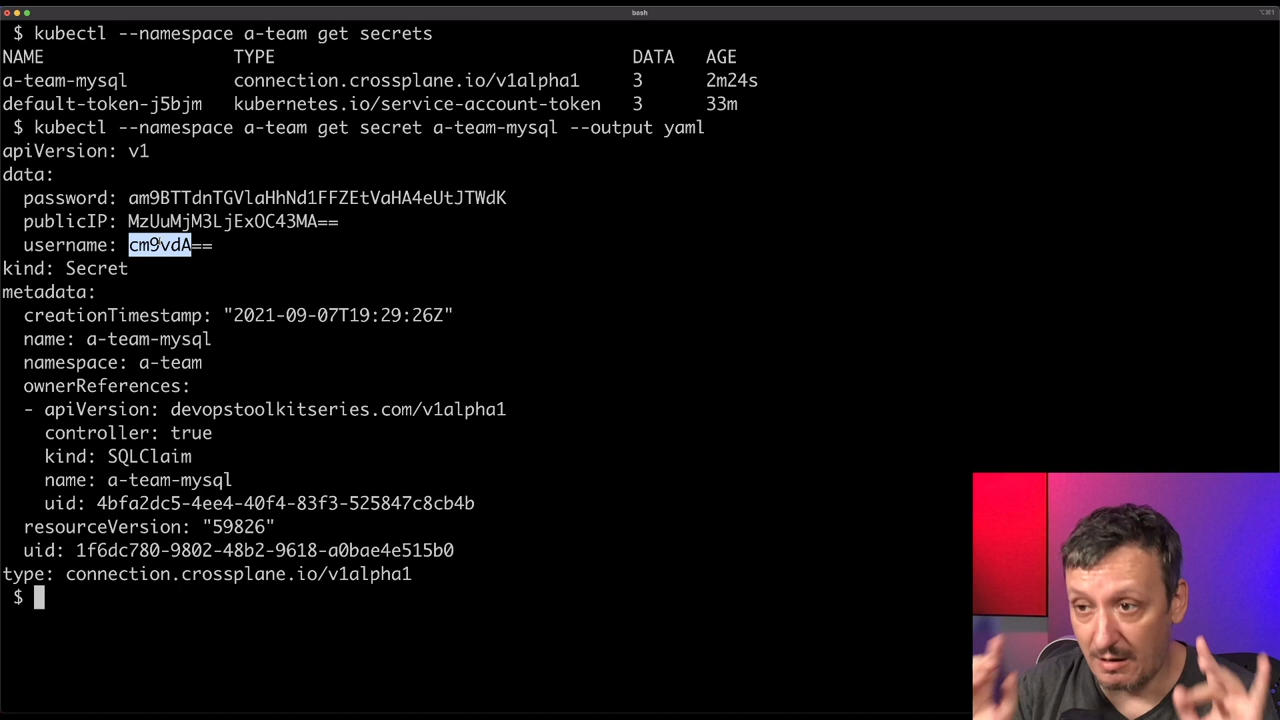 bash
⌥⌘1
$ kubectl --namespace a-team get secrets
NAME TYPE DATA AGE
a-team-mysql connection.crossplane.io/v1alpha1 3 2m24s
default-token-j5bjm kubernetes.io/service-account-token 3 33m
$ kubectl --namespace a-team get secret a-team-mysql --output yaml
apiVersion: v1
data:
password: am9BTTdnTGVlaHhNd1FFZEtVaHA4eUtJTWdK
publicIP: MzUuMjM3LjExOC43MA==
username: cm9vdA==
kind: Secret
metadata:
creationTimestamp: "2021-09-07T19:29:26Z"
name: a-team-mysql
namespace: a-team
ownerReferences:
- apiVersion: devopstoolkitseries.com/v1alpha1
controller: true
kind: SQLClaim
name: a-team-mysql
uid: 4bfa2dc5-4ee4-40f4-83f3-525847c8cb4b
resourceVersion: "59826"
uid: 1f6dc780-9802-48b2-9618-a0bae4e515b0
type: connection.crossplane.io/v1alpha1
$